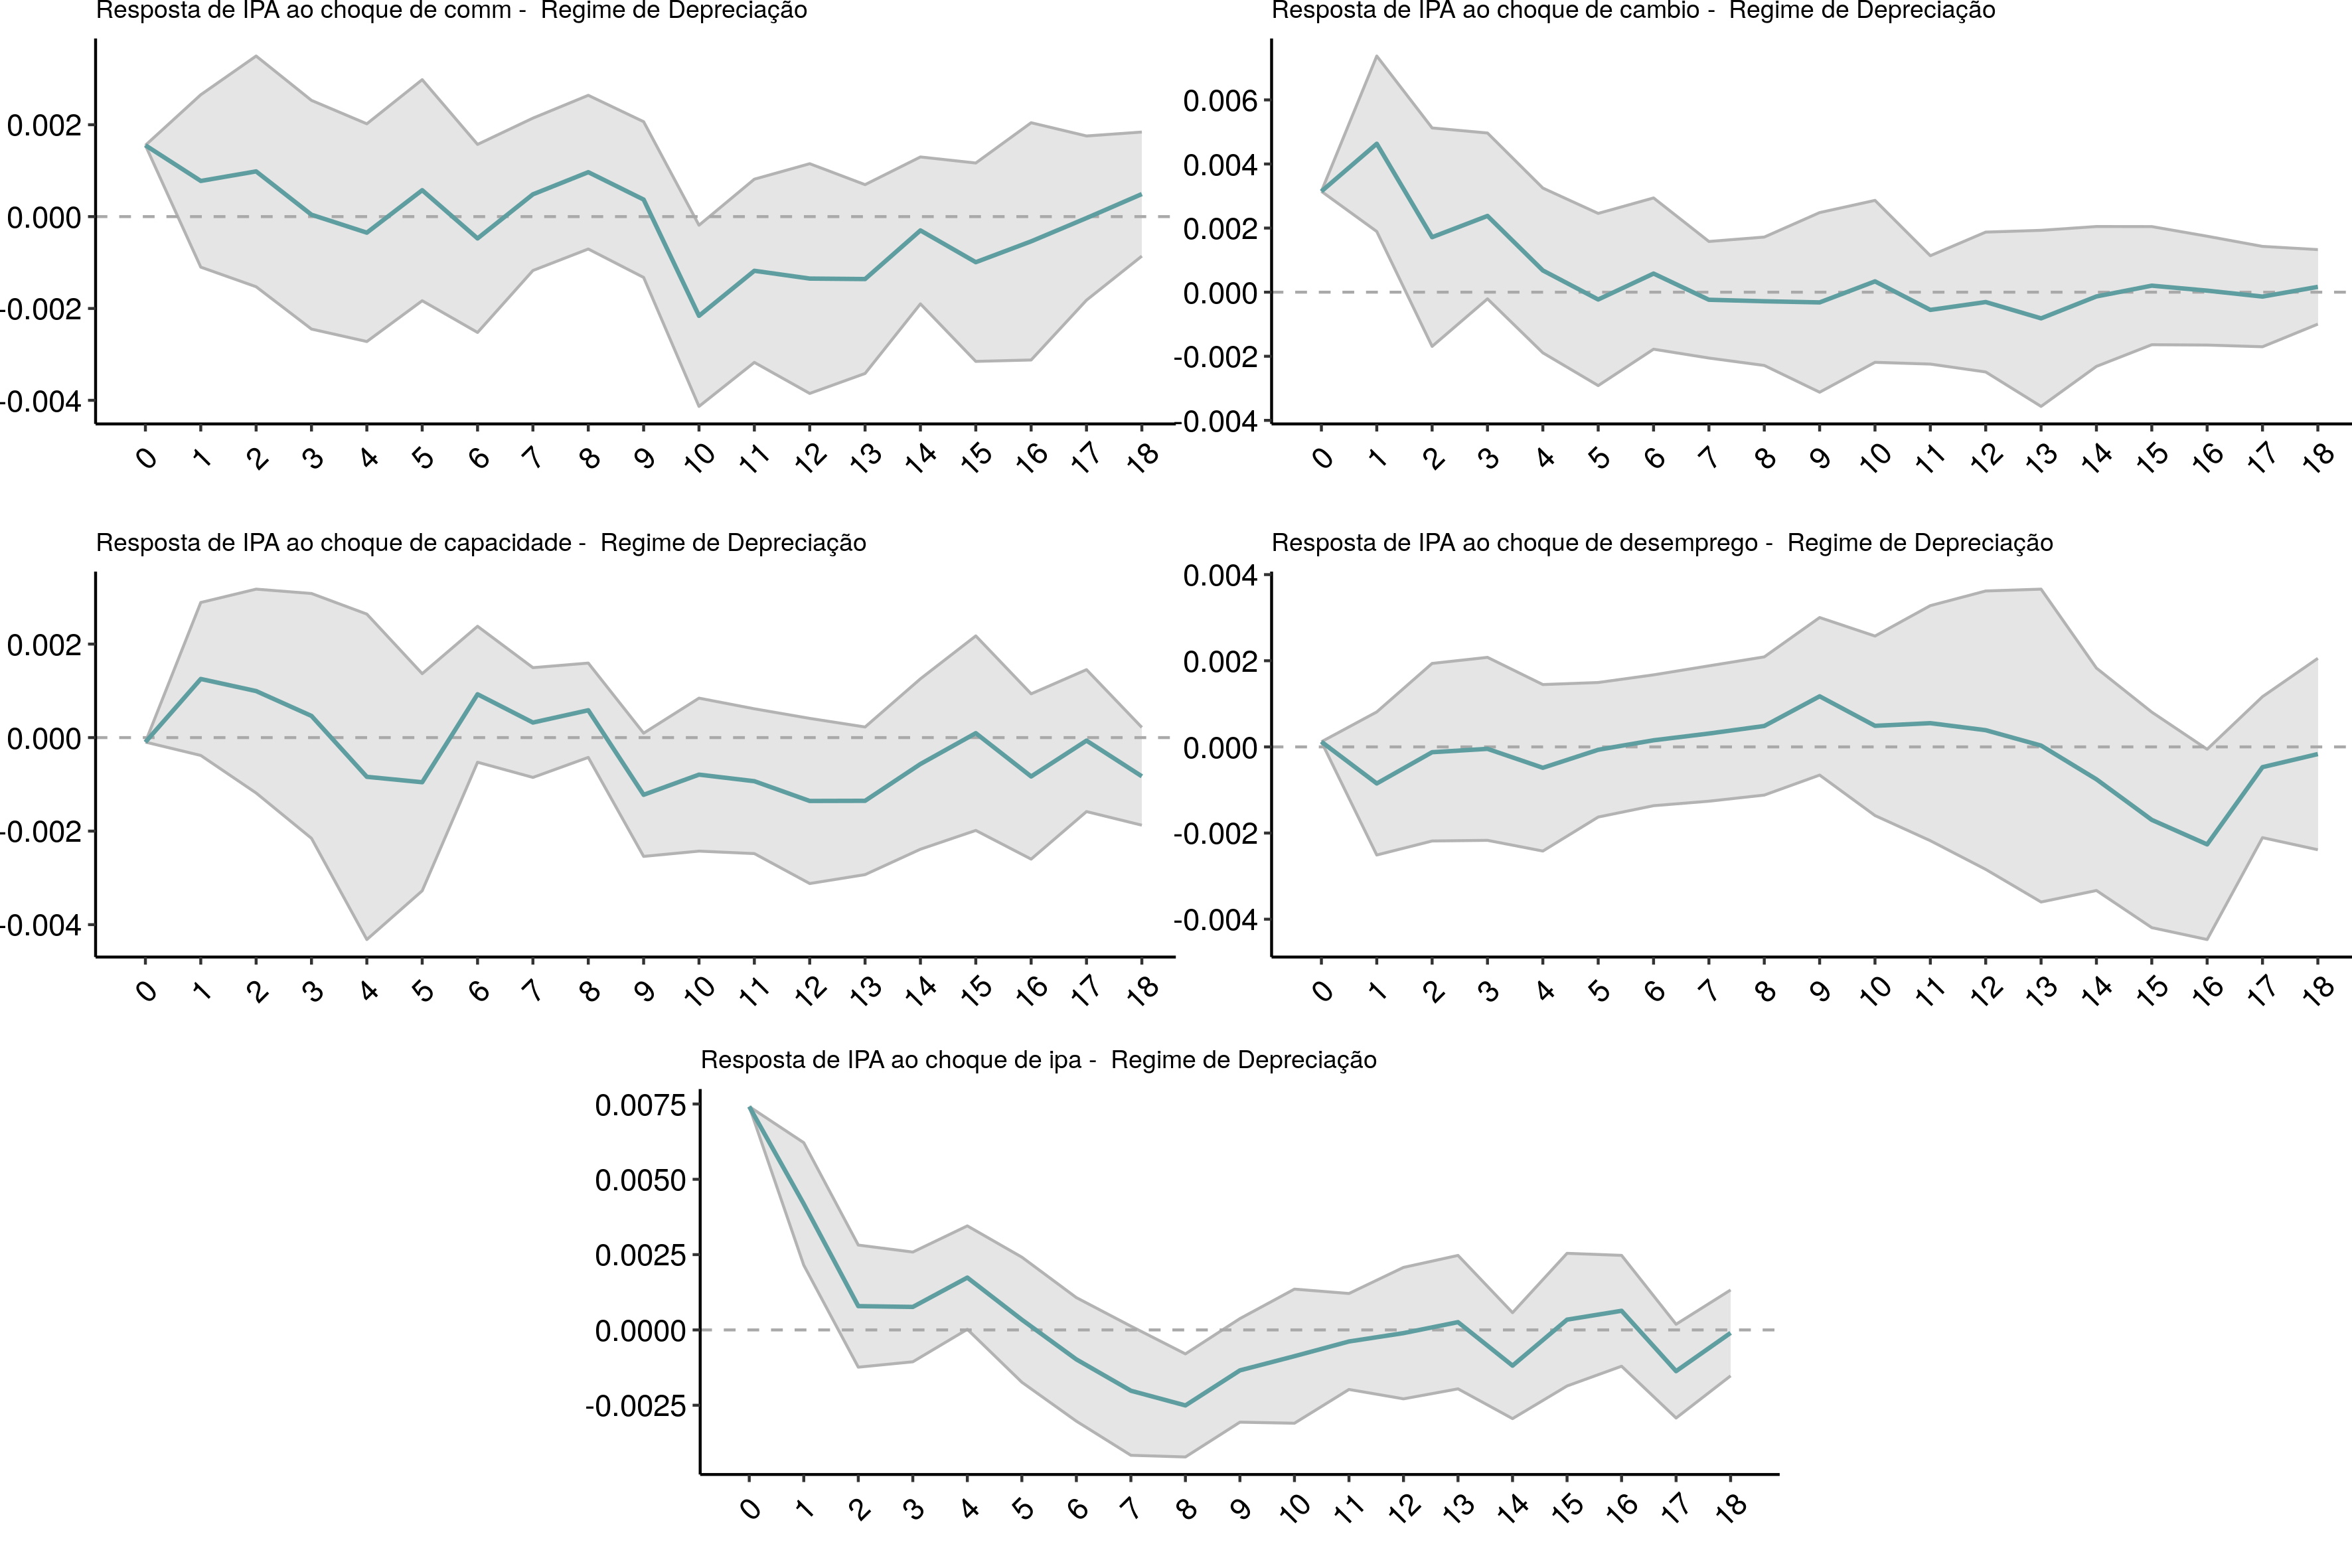 Resposta de IPA ao choque de comm -  Regime de Depreciação
0.002
0.000
-0.002
-0.004
0 1 2 3 4 5 6 7 8 9 10 11 12 13 14 15 16 17 18
Resposta de IPA ao choque de cambio -  Regime de Depreciação
0.006
0.004
0.002
0.000
-0.002
-0.004
0 1 2 3 4 5 6 7 8 9 10 11 12 13 14 15 16 17 18
Resposta de IPA ao choque de capacidade -  Regime de Depreciação
0.002
0.000
-0.002
-0.004
0 1 2 3 4 5 6 7 8 9 10 11 12 13 14 15 16 17 18
Resposta de IPA ao choque de desemprego -  Regime de Depreciação
0.004
0.002
0.000
-0.002
-0.004
0 1 2 3 4 5 6 7 8 9 10 11 12 13 14 15 16 17 18
Resposta de IPA ao choque de ipa -  Regime de Depreciação
0.0075
0.0050
0.0025
0.0000
-0.0025
0 1 2 3 4 5 6 7 8 9 10 11 12 13 14 15 16 17 18